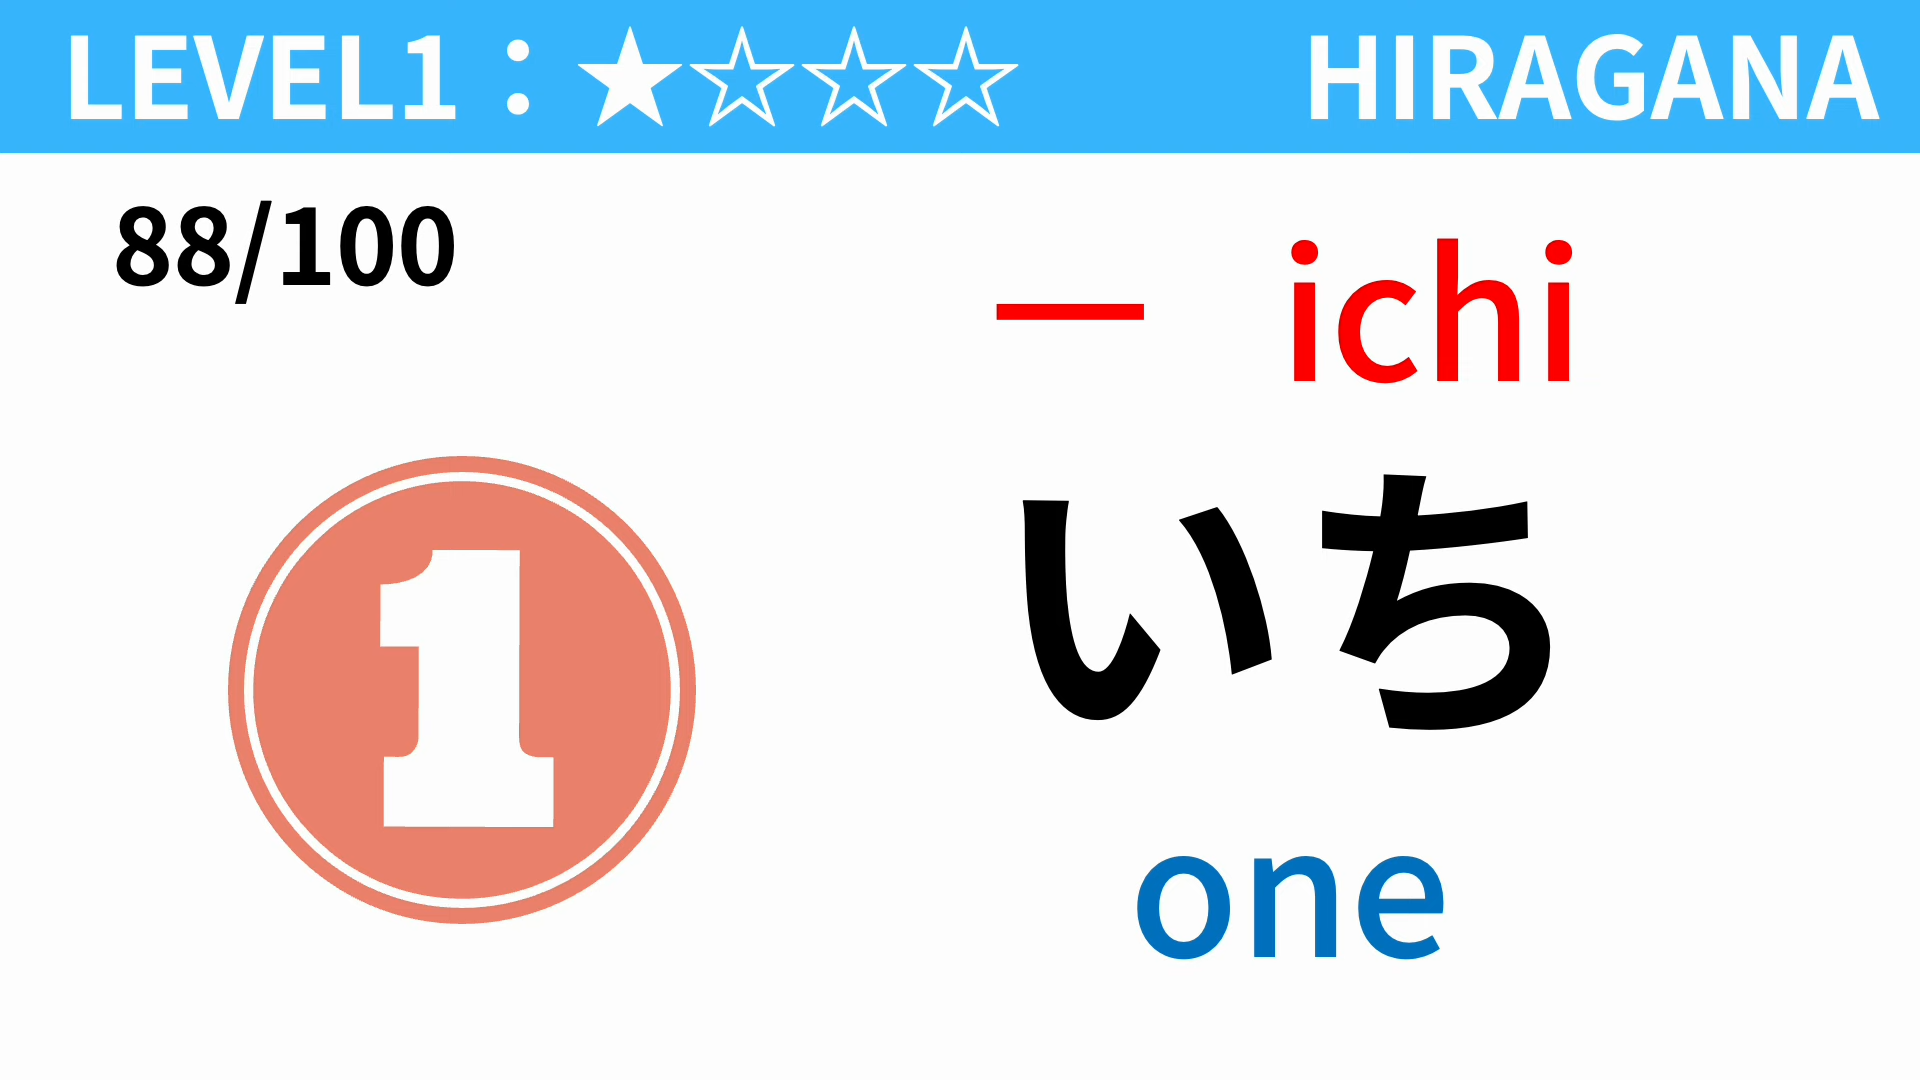 LEVEL1：★☆☆☆ HIRAGANA
88/100
一 ichi
1
いち
one